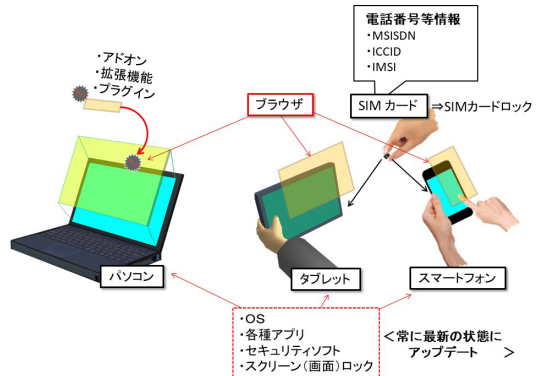 電話番号等情報
・MSISDN
・ICCID
・IMSI
・アドオン
・拡張機能
・プラグイン
ブラウザ
SIM カード
⇒SIMカードロック
パソコン
タブレット
スマートフォン
・OS
・各種アプリ
・セキュリティソフト
・スクリーン（画面）ロック
＜常に最新の状態に
アップデート ＞